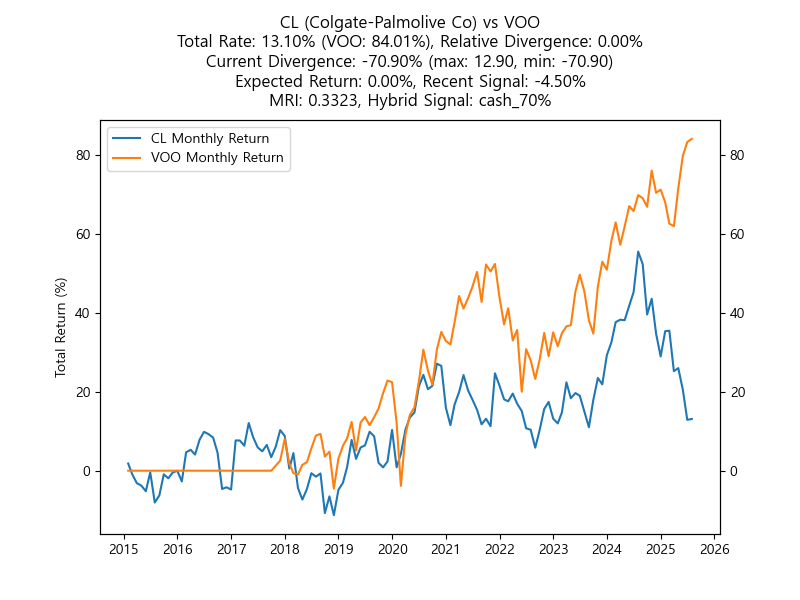 CL (Colgate-Palmolive Co) vs VOO
Total Rate: 13.10% (VOO: 84.01%), Relative Divergence: 0.00%
Current Divergence: -70.90% (max: 12.90, min: -70.90)
Expected Return: 0.00%, Recent Signal: -4.50%
MRI: 0.3323, Hybrid Signal: cash_70%
CL Monthly Return
VOO Monthly Return
80
60
40
20
0
Total Return (%)
80
60
40
20
0
2015 2016 2017 2018 2019 2020 2021 2022 2023 2024 2025 2026